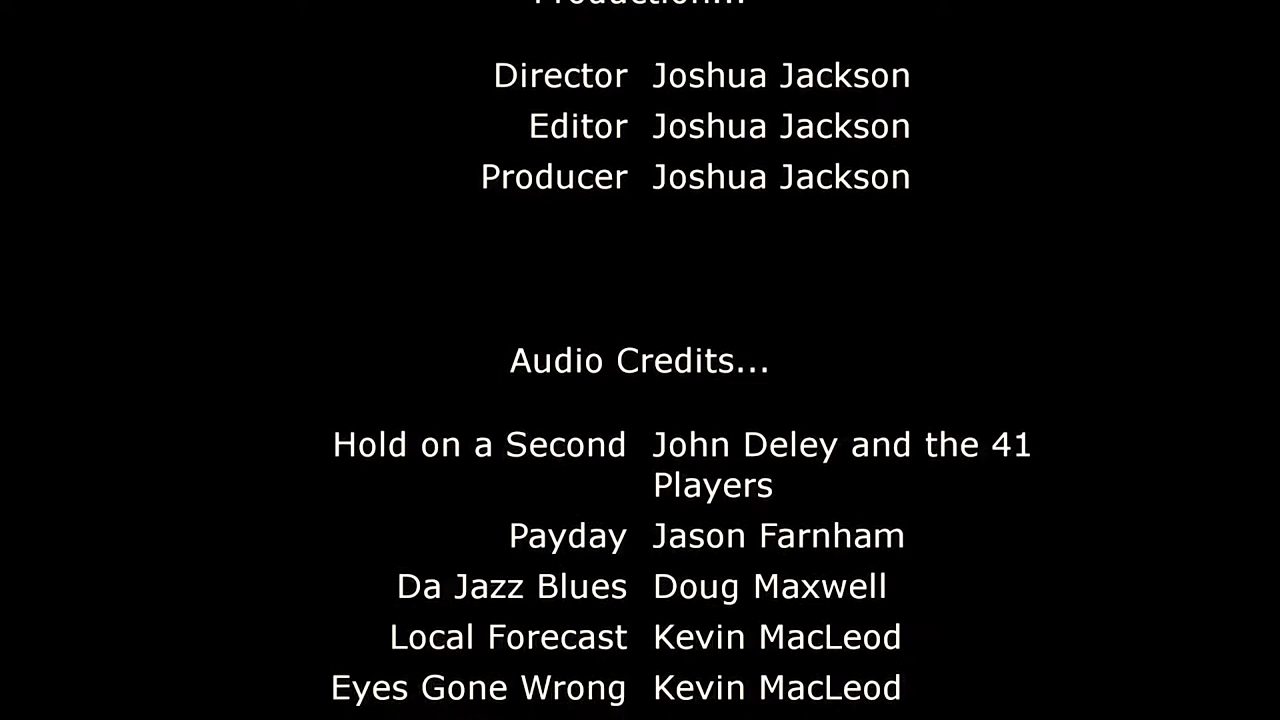 Production...
Director Joshua Jackson
Editor Joshua Jackson
Producer Joshua Jackson
Audio Credits...
Hold on a Second John Deley and the 41
Players
Payday Jason Farnham
Da Jazz Blues Doug Maxwell
Local Forecast Kevin MacLeod
Eyes Gone Wrong Kevin MacLeod